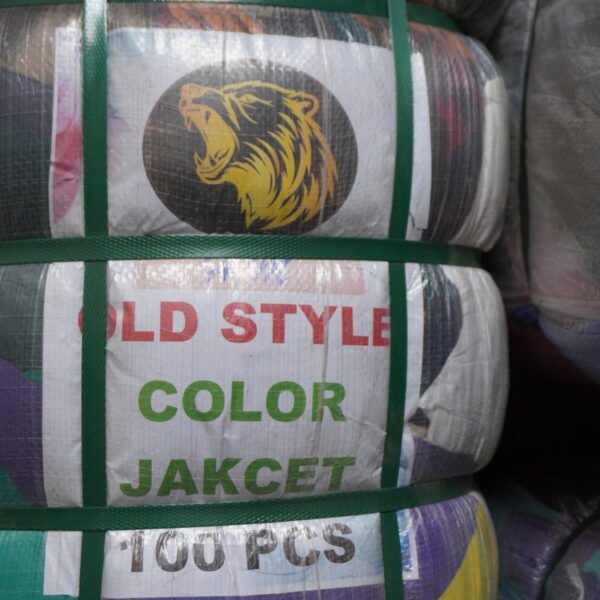 OLD STYLE
COLOR
JAKCET
100 PCS